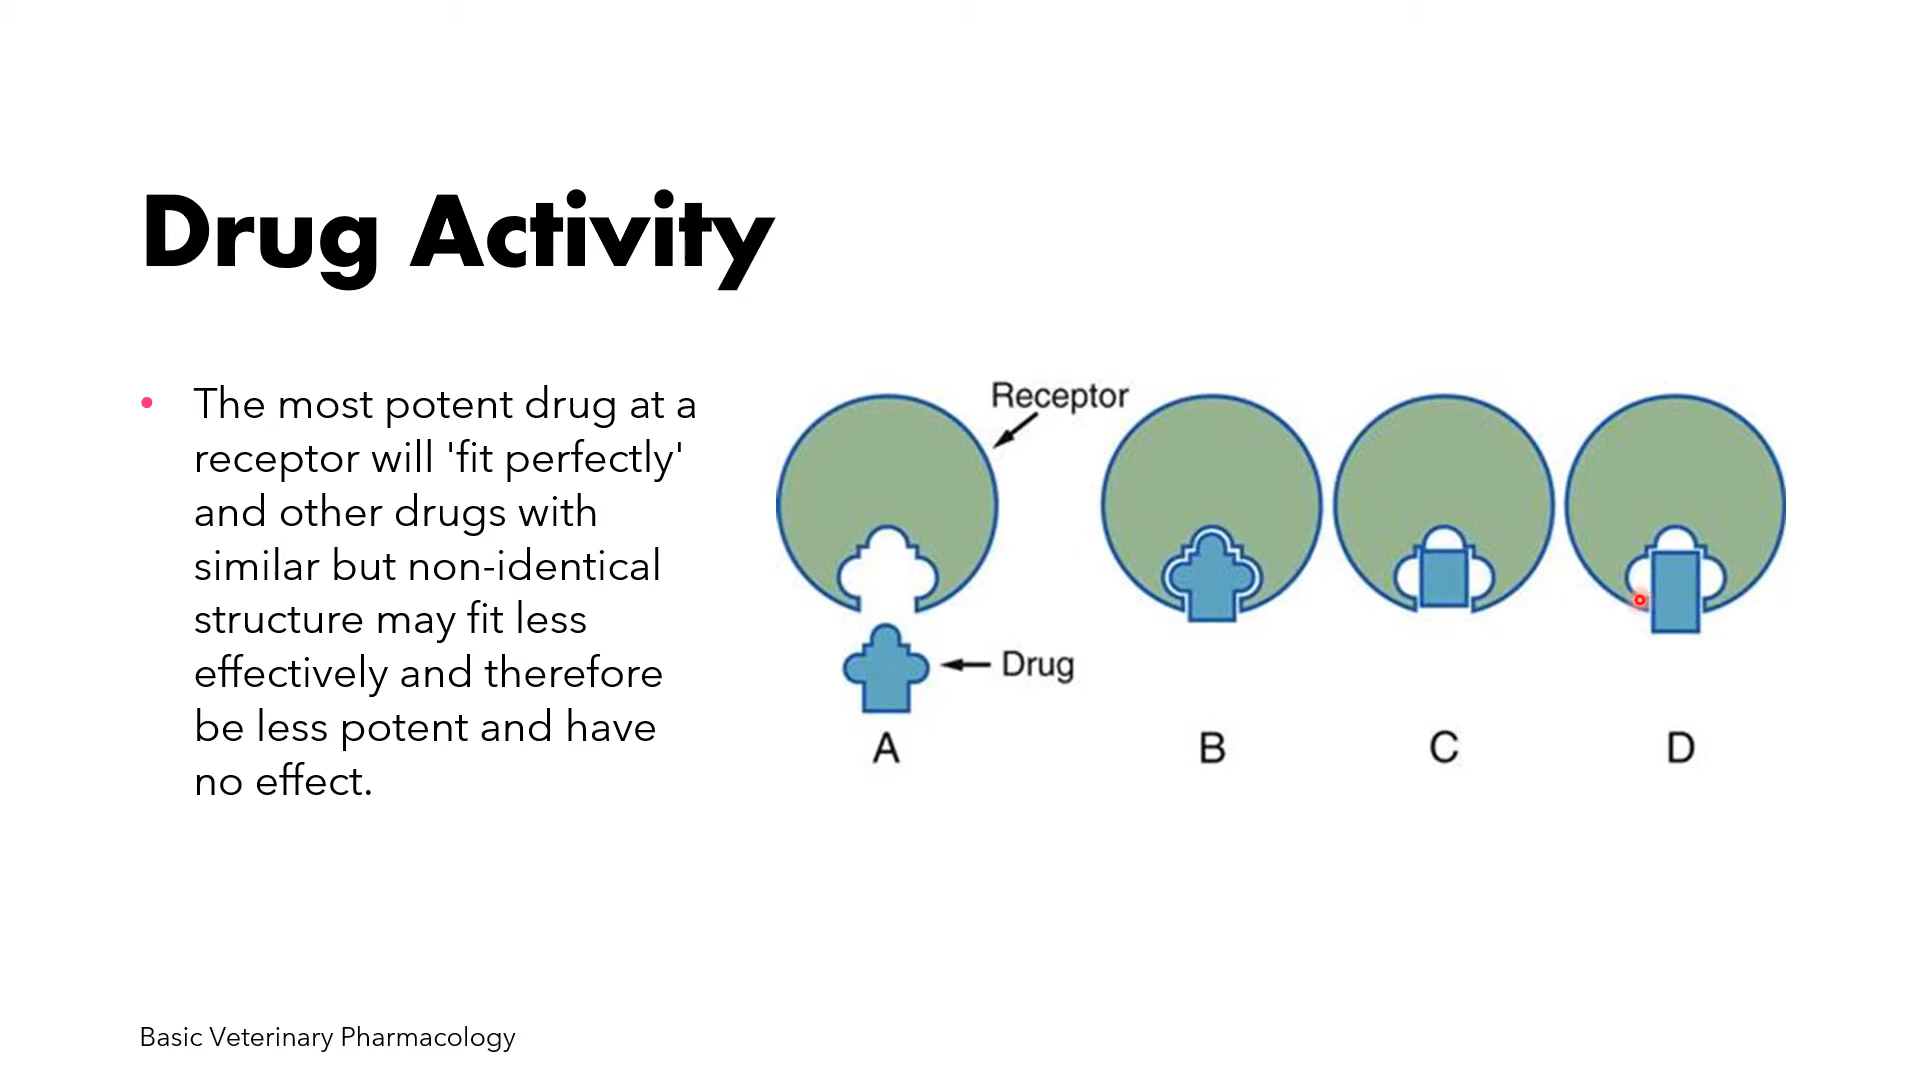 Drug Activity
• The most potent drug at a
receptor will 'fit perfectly'
and other drugs with
similar but non-identical
structure may fit less
effectively and therefore
be less potent and have
no effect.
Receptor
Drug
A
B
C
D
Basic Veterinary Pharmacology